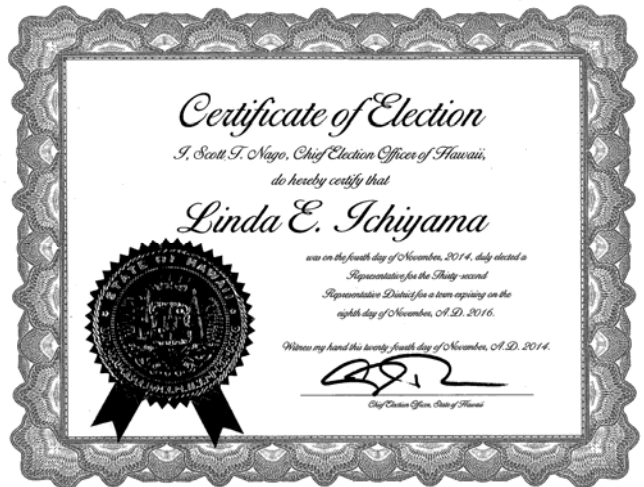 Certificate of Election
I, Scott T. Nago, Chief Election Officer of Hawaii,
do hereby certify that
Linda E. Ichiyama
was on the fourth day of November, 2014, duly elected a
Representative for the Thirty-second
Representative District for a term expiring on the
eighth day of November, A.D. 2016.
Witness my hand this twenty-fourth day of November, A.D. 2014.
Chief Election Officer, State of Hawaii
STATE OF HAWAII